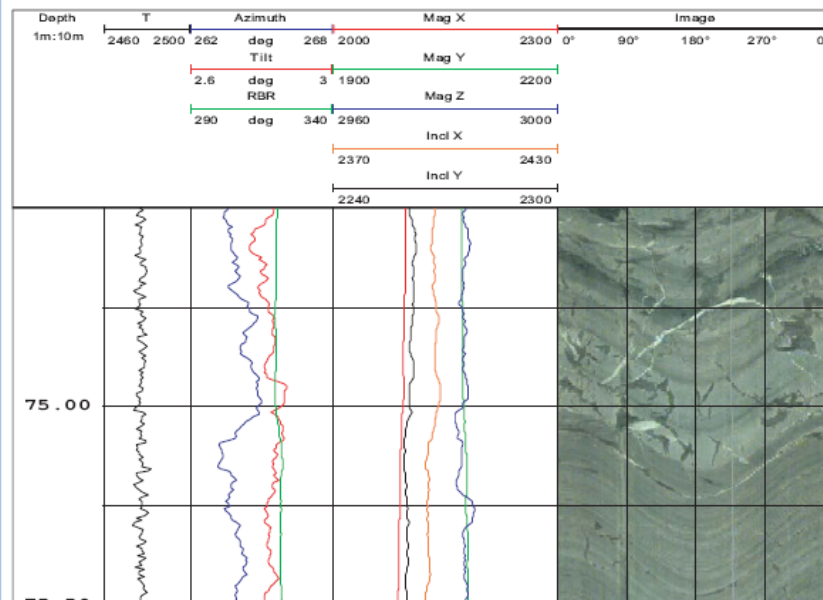 Depth T Azimuth Mag X Image
1m:10m 2460 2500 262 deg 268 2000 2300 0° 90° 180° 270° 0
Tilt Mag Y
2.6 deg 3 1900 2200
RBR Mag Z
290 deg 340 2960 3000
Incl X
2370 2430
Incl Y
2240 2300
75.00